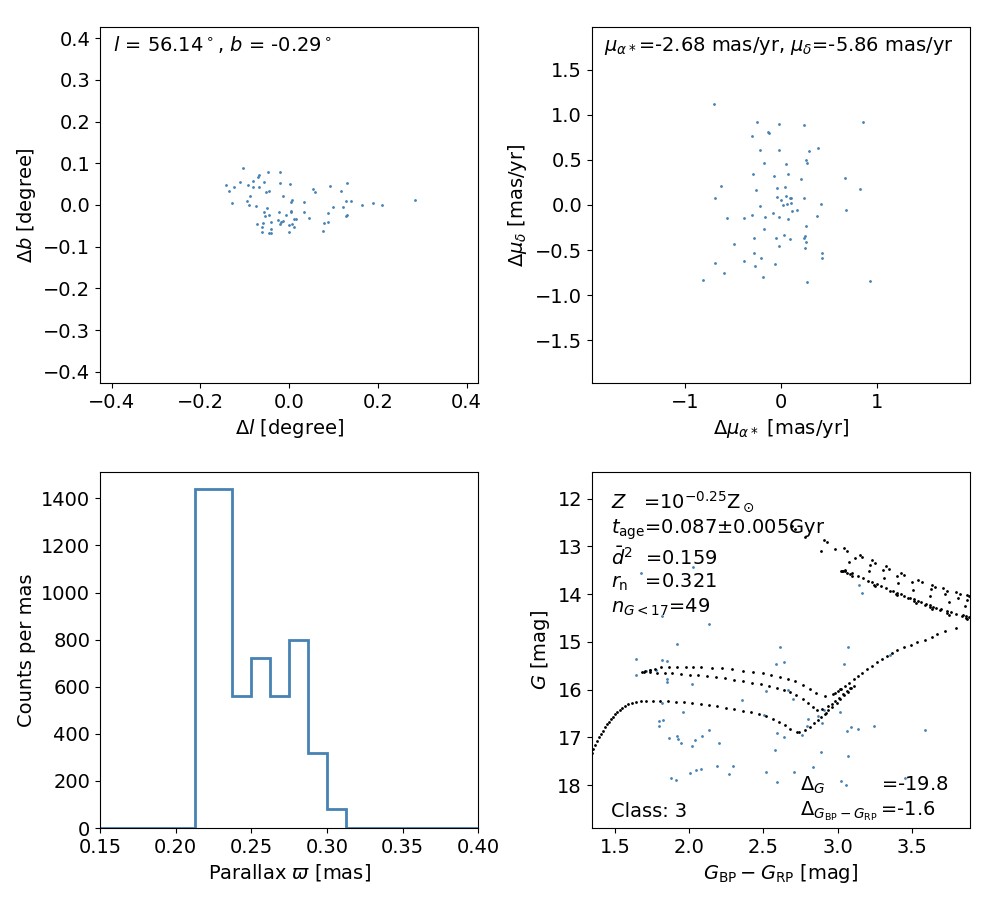 l = 56.14°, b = -0.29°
0.4
0.3
0.2
0.1
0.0
−0.1
−0.2
−0.3
−0.4
Δb [degree]
−0.4 −0.2 0.0 0.2 0.4
Δl [degree]
μα∗=-2.68 mas/yr, μδ=-5.86 mas/yr
1.5
1.0
0.5
0.0
−0.5
−1.0
−1.5
Δμδ [mas/yr]
−1 0 1
Δμα∗ [mas/yr]
1400
1200
1000
800
600
400
200
0
Counts per mas
0.15 0.20 0.25 0.30 0.35 0.40
Parallax ϖ [mas]
Z =10^−0.25 Z⊙
tage=0.087±0.005Gyr
d̄² =0.159
rn =0.321
nG<17=49
12
13
14
15
16
17
18
G [mag]
ΔG =-19.8
ΔGBP−GRP=-1.6
Class: 3
1.5 2.0 2.5 3.0 3.5
GBP − GRP [mag]